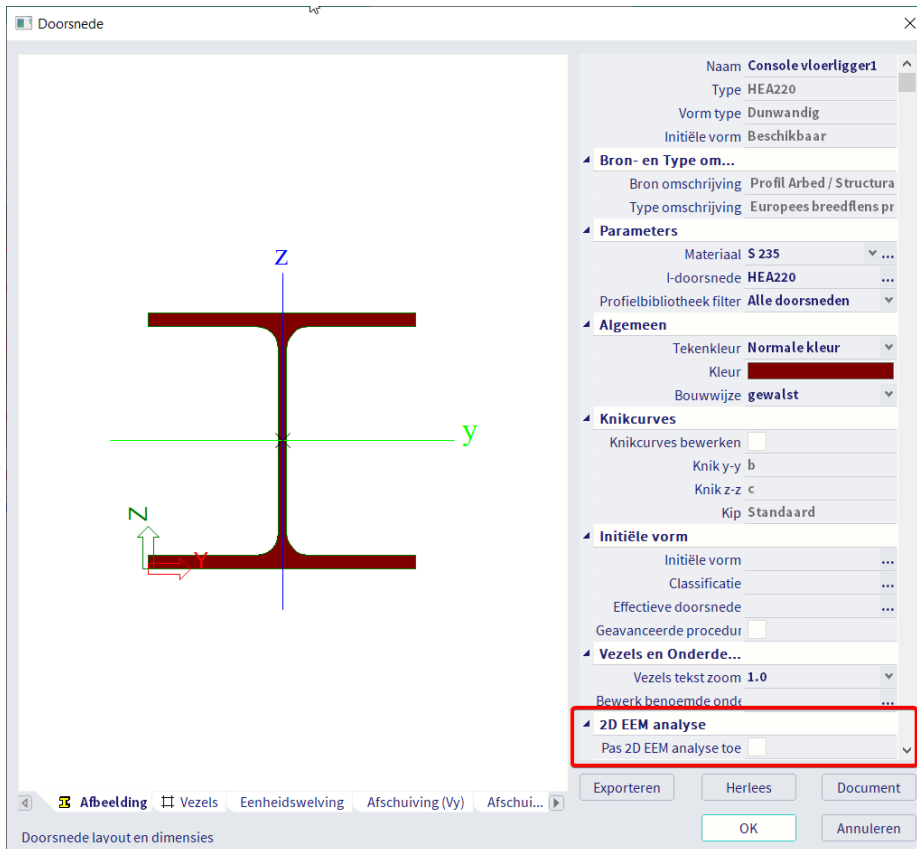 Doorsnede
Naam Console vloerligger1
Type HEA220
Vorm type Dunwandig
Initiële vorm Beschikbaar
Bron- en Type om...
Bron omschrijving Profil Arbed / Structura
Type omschrijving Europees breedflens pr
Parameters
Materiaal S 235 ...
I-doorsnede HEA220 ...
Profielbibliotheek filter Alle doorsneden
Algemeen
Tekenkleur Normale kleur
Kleur
Bouwwijze gewalst
Knikcurves
Knikcurves bewerken
Knik y-y b
Knik z-z c
Kip Standaard
Initiële vorm
Initiële vorm ...
Classificatie ...
Effectieve doorsnede ...
Geavanceerde procedur
Vezels en Onderde...
Vezels tekst zoom 1.0
Bewerk benoemde onde ...
2D EEM analyse
Pas 2D EEM analyse toe
z
y
Z
Y
Afbeelding Vezels Eenheidswelving Afschuiving (Vy) Afschui...
Exporteren Herlees Document
OK Annuleren
Doorsnede layout en dimensies